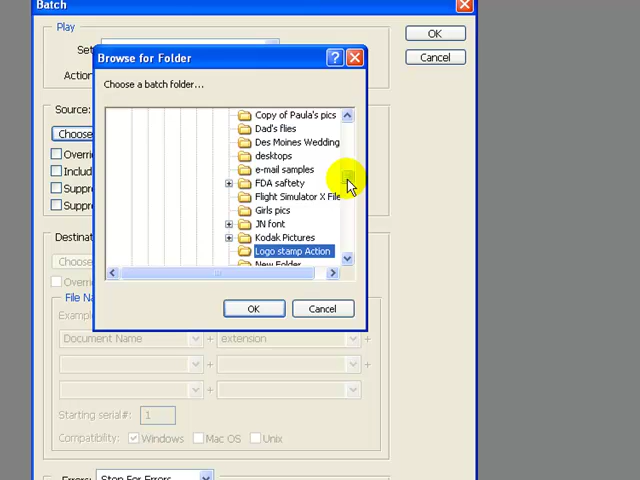 Batch
Play
OK
Set
Browse for Folder
Cancel
Action
Choose a batch folder...
Source:
Choose
Copy of Paula's pics
Dad's flies
Des Moines Wedding
desktops
e-mail samples
FDA saftety
Flight Simulator X File
Girls pics
JN font
Kodak Pictures
Logo stamp Action
New Folder
Overri
Includ
Suppre
Suppre
Destinat
Choose
Overri
OK
Cancel
File Na
Example
Document Name
+
extension
+
+
+
+
Starting serial#:
1
Compatibility:
Windows
Mac OS
Unix
Errors:
Stop For Errors